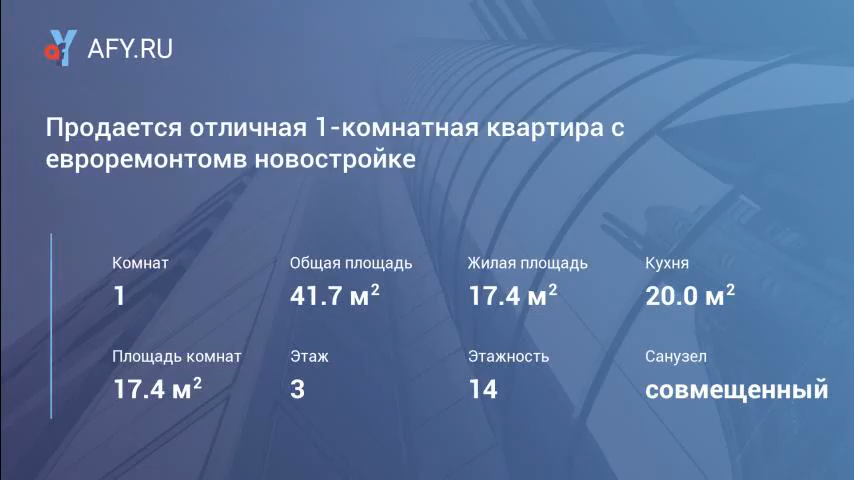 AFY.RU
Продается отличная 1-комнатная квартира с
евроремонтомв новостройке
Комнат
1
Общая площадь
41.7 м²
Жилая площадь
17.4 м²
Кухня
20.0 м²
Площадь комнат
17.4 м²
Этаж
3
Этажность
14
Санузел
совмещенный